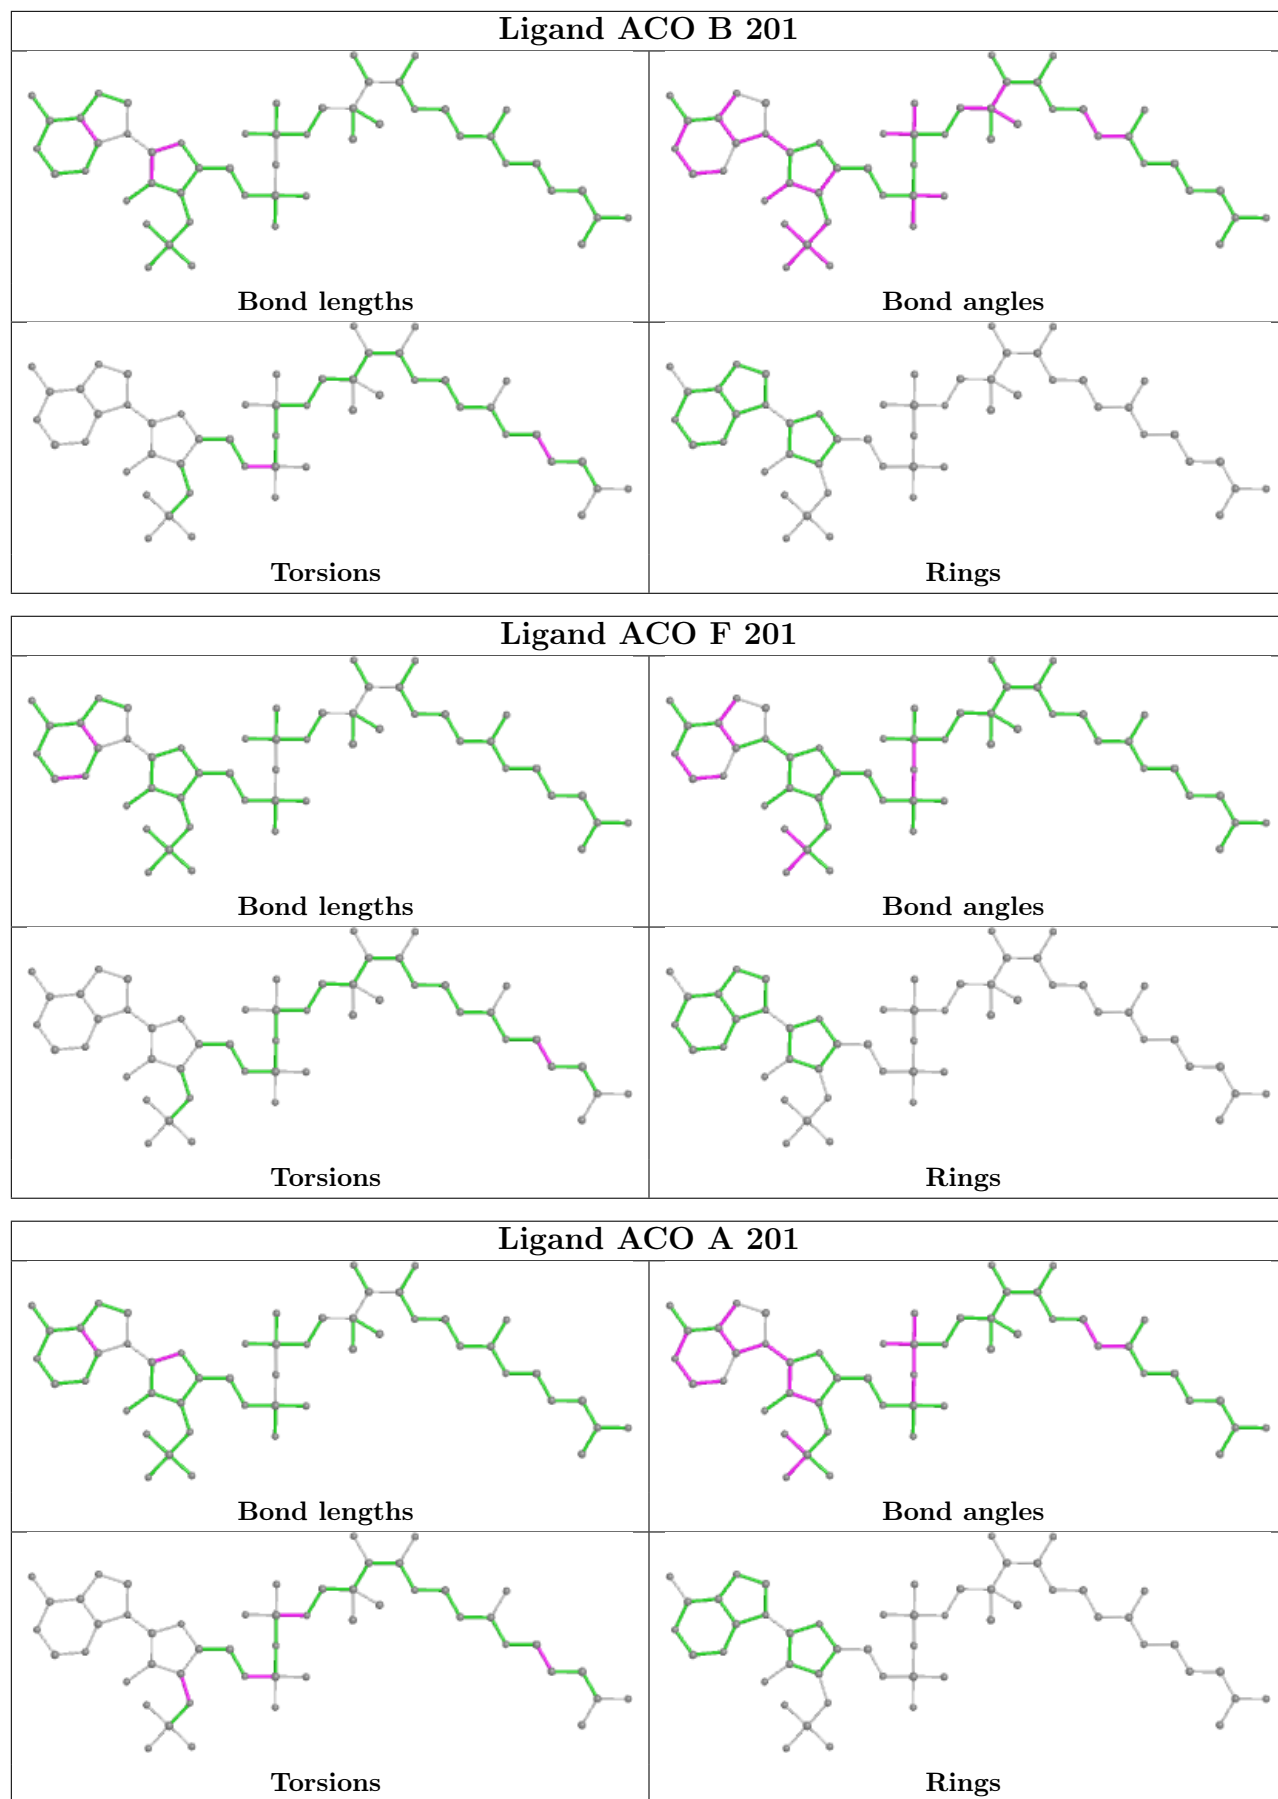 Ligand ACO B 201
Bond lengths
Bond angles
Torsions
Rings
Ligand ACO F 201
Bond lengths
Bond angles
Torsions
Rings
Ligand ACO A 201
Bond lengths
Bond angles
Torsions
Rings